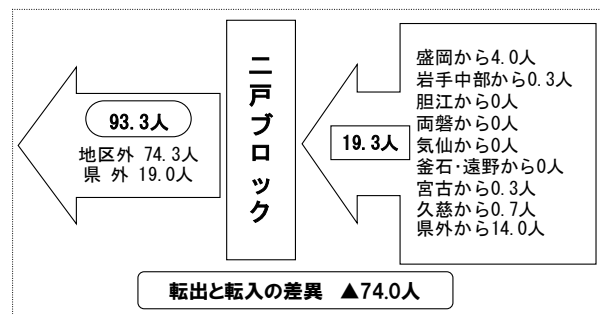 93.3人
地区外 74.3人
県 外 19.0人
二戸ブロック
19.3人
盛岡から4.0人
岩手中部から0.3人
胆江から0人
両磐から0人
気仙から0人
釜石・遠野から0人
宮古から0.3人
久慈から0.7人
県外から14.0人
転出と転入の差異 ▲74.0人